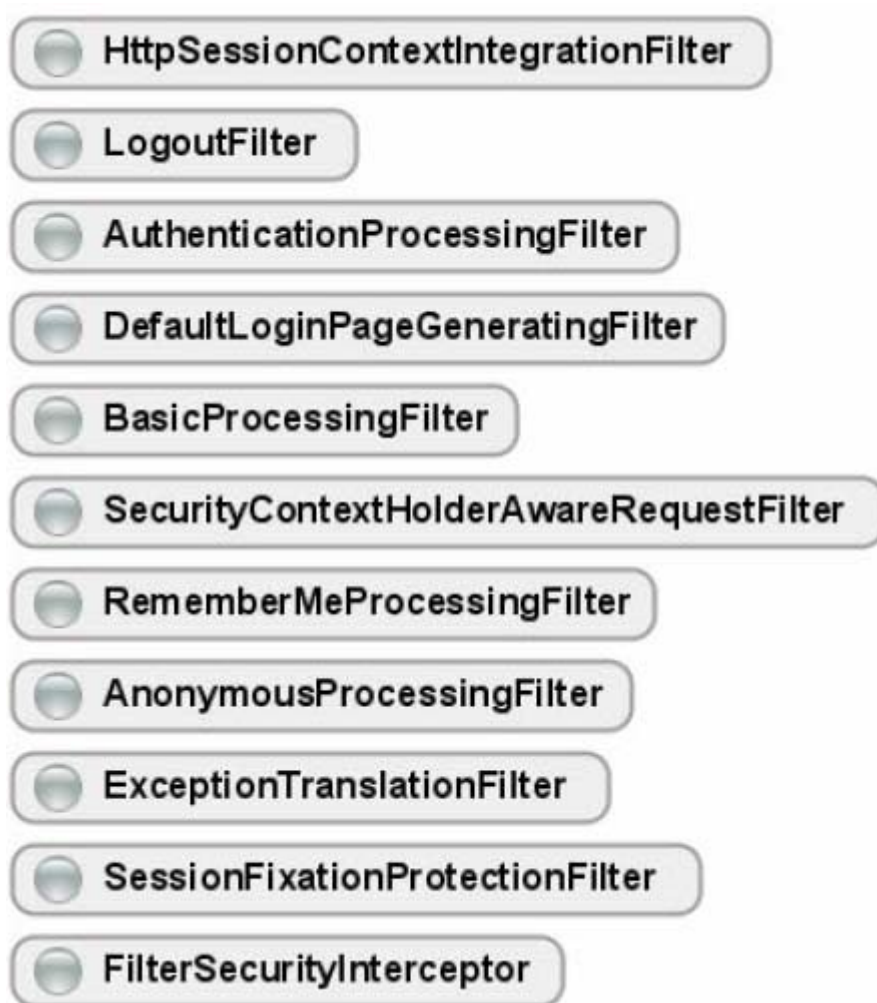 HttpSessionContextIntegrationFilter
LogoutFilter
AuthenticationProcessingFilter
DefaultLoginPageGeneratingFilter
BasicProcessingFilter
SecurityContextHolderAwareRequestFilter
RememberMeProcessingFilter
AnonymousProcessingFilter
ExceptionTranslationFilter
SessionFixationProtectionFilter
FilterSecurityInterceptor